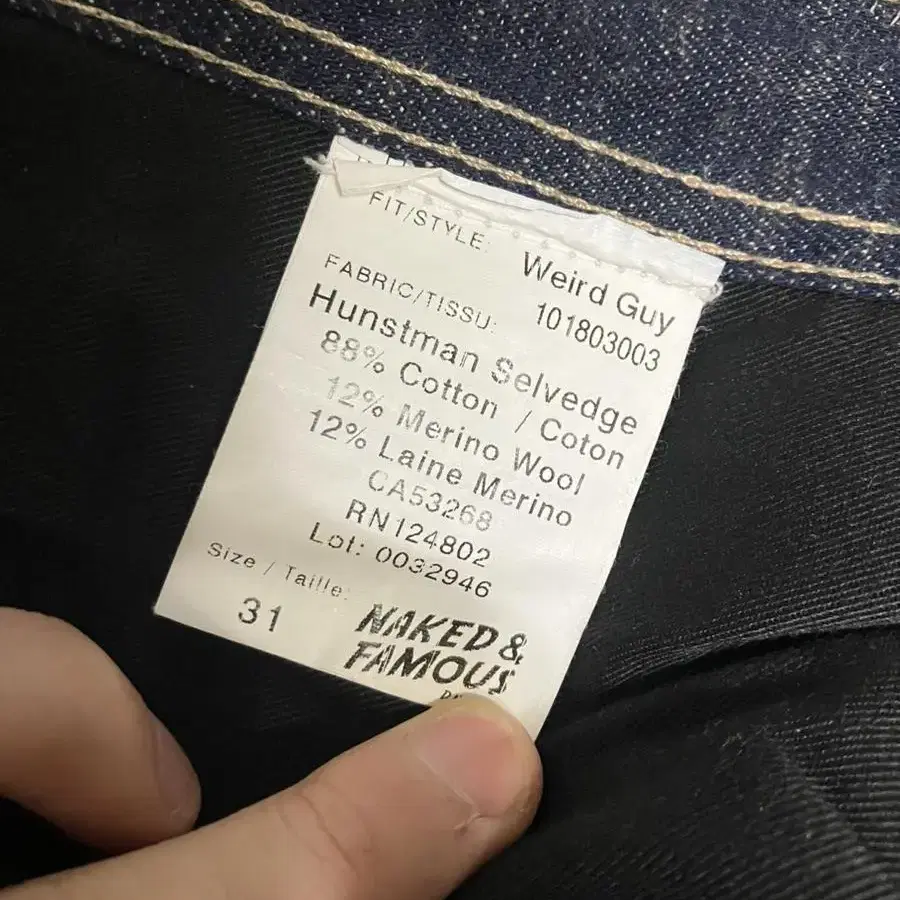 FIT/STYLE:
Weird Guy
101803003
FABRIC/TISSU:
Hunstman Selvedge
88% Cotton / Coton
12% Merino Wool
12% Laine Merino
CA53268
RN124802
Lot: 0032946
Size / Taille:
31
NAKED &
FAMOUS